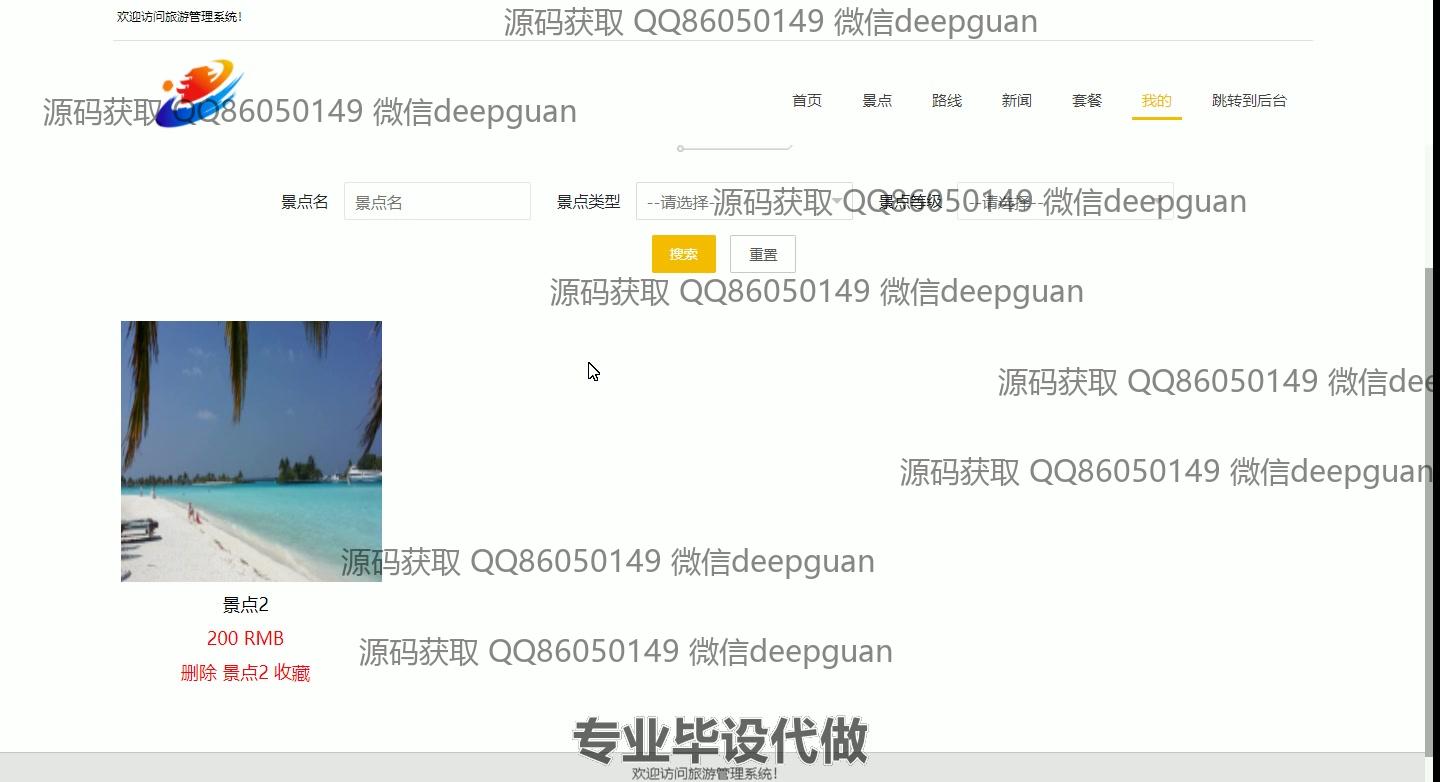 欢迎访问旅游管理系统!
源码获取 QQ86050149 微信deepguan
源码获取 QQ86050149 微信deepguan
首页 景点 路线 新闻 套餐 我的 跳转到后台
景点名 景点名 景点类型 --请选择-- 景点等级 --请选择--
源码获取 QQ86050149 微信deepguan
搜索 重置
源码获取 QQ86050149 微信deepguan
源码获取 QQ86050149 微信dee
源码获取 QQ86050149 微信deepguan
源码获取 QQ86050149 微信deepguan
景点2
200 RMB
源码获取 QQ86050149 微信deepguan
删除 景点2 收藏
专业毕设代做
欢迎访问旅游管理系统!